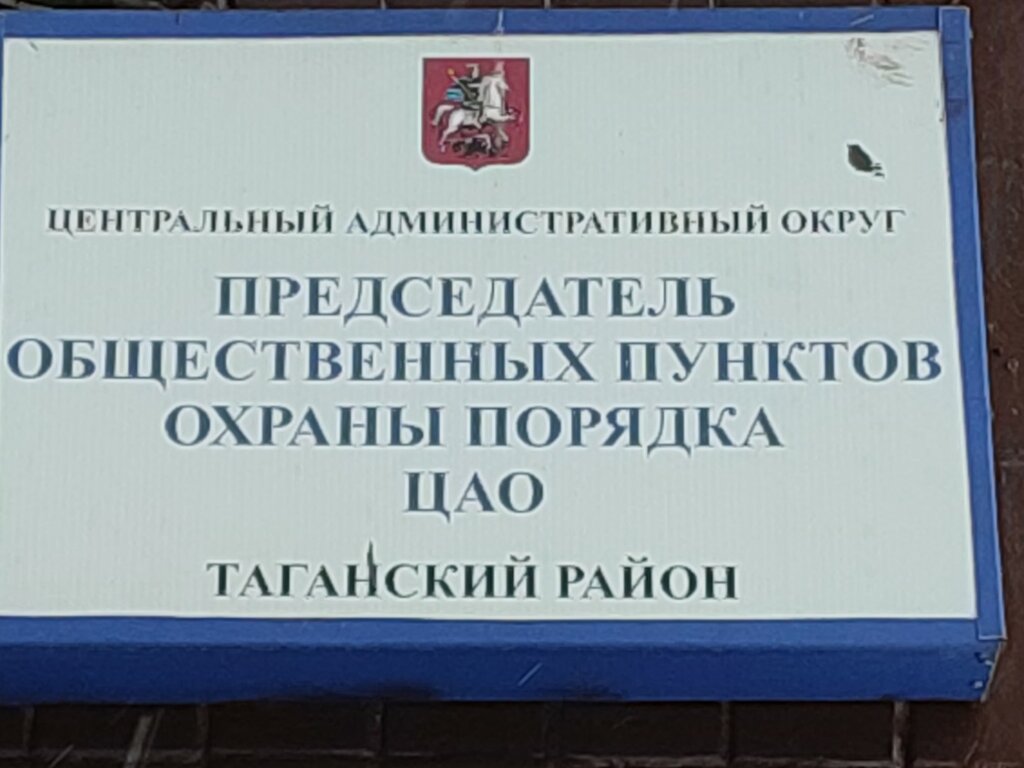 ЦЕНТРАЛЬНЫЙ АДМИНИСТРАТИВНЫЙ ОКРУГ
ПРЕДСЕДАТЕЛЬ
ОБЩЕСТВЕННЫХ ПУНКТОВ
ОХРАНЫ ПОРЯДКА
ЦАО
ТАГАНСКИЙ РАЙОН